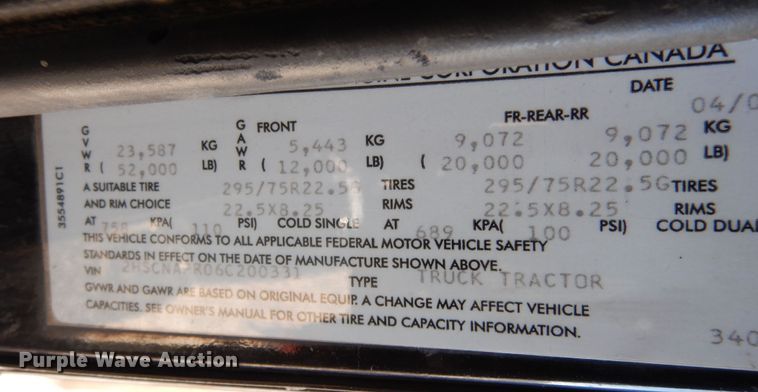 CORPORATION CANADA
DATE 04/0
GVWR 23,587 KG GAWR FRONT 5,443 KG FR-REAR-RR 9,072 9,072 KG
( 52,000 LB) ( 12,000 LB) ( 20,000 20,000 LB)
A SUITABLE TIRE 295/75R22.5G TIRES 295/75R22.5G TIRES
AND RIM CHOICE 22.5X8.25 RIMS 22.5X8.25 RIMS
AT 758 KPA( 110 PSI) COLD SINGLE AT 689 KPA( 100 PSI) COLD DUAL
THIS VEHICLE CONFORMS TO ALL APPLICABLE FEDERAL MOTOR VEHICLE SAFETY
STANDARDS IN EFFECT ON THE DATE OF MANUFACTURE SHOWN ABOVE.
VIN 2HSCNAPR06C200331 TYPE TRUCK TRACTOR
GVWR AND GAWR ARE BASED ON ORIGINAL EQUIP. A CHANGE MAY AFFECT VEHICLE
CAPACITIES. SEE OWNER'S MANUAL FOR OTHER TIRE AND CAPACITY INFORMATION.
340
3554891C1
Purple Wave Auction